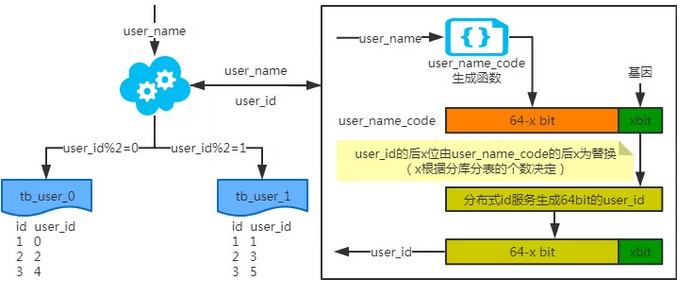 user_name
user_name
user_id
user_id%2=0
user_id%2=1
tb_user_0
tb_user_1
id user_id
1 0
2 2
3 4
id user_id
1 1
2 3
3 5
user_name
{}
user_name_code
生成函数
基因
user_name_code
64-x bit
xbit
user_id的后x位由user_name_code的后x为替换
（x根据分库分表的个数决定）
分布式id服务生成64bit的user_id
user_id
64-x bit
xbit